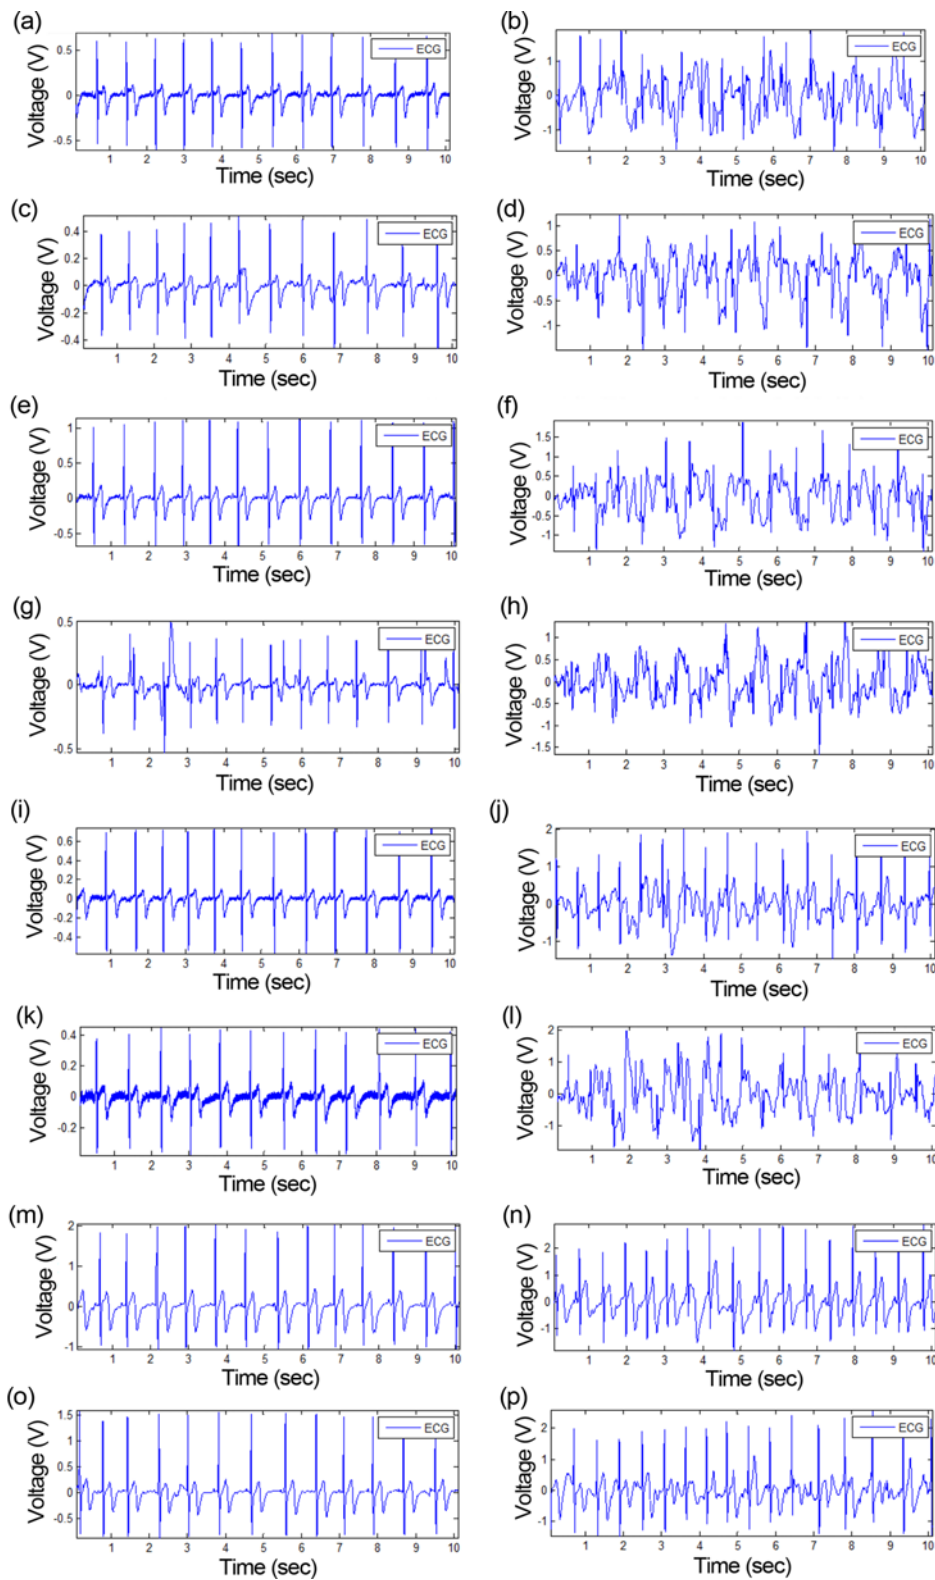 (a)
ECG
Voltage (V)
0.5
0
-0.5
1 2 3 4 5 6 7 8 9 10
Time (sec)
(b)
ECG
Voltage (V)
1
0
-1
1 2 3 4 5 6 7 8 9 10
Time (sec)
(c)
ECG
Voltage (V)
0.4
0.2
0
-0.2
-0.4
1 2 3 4 5 6 7 8 9 10
Time (sec)
(d)
ECG
Voltage (V)
1
0.5
0
-0.5
-1
1 2 3 4 5 6 7 8 9 10
Time (sec)
(e)
ECG
Voltage (V)
1
0.5
0
-0.5
1 2 3 4 5 6 7 8 9 10
Time (sec)
(f)
ECG
Voltage (V)
1.5
1
0.5
0
-0.5
-1
1 2 3 4 5 6 7 8 9 10
Time (sec)
(g)
ECG
Voltage (V)
0.5
0
-0.5
1 2 3 4 5 6 7 8 9 10
Time (sec)
(h)
ECG
Voltage (V)
1
0.5
0
-0.5
-1
-1.5
1 2 3 4 5 6 7 8 9 10
Time (sec)
(i)
ECG
Voltage (V)
0.6
0.4
0.2
0
-0.2
-0.4
1 2 3 4 5 6 7 8 9 10
Time (sec)
(j)
ECG
Voltage (V)
2
1
0
-1
1 2 3 4 5 6 7 8 9 10
Time (sec)
(k)
ECG
Voltage (V)
0.4
0.2
0
-0.2
1 2 3 4 5 6 7 8 9 10
Time (sec)
(l)
ECG
Voltage (V)
2
1
0
-1
1 2 3 4 5 6 7 8 9 10
Time (sec)
(m)
ECG
Voltage (V)
2
1
0
-1
1 2 3 4 5 6 7 8 9 10
Time (sec)
(n)
ECG
Voltage (V)
2
1
0
-1
1 2 3 4 5 6 7 8 9 10
Time (sec)
(o)
ECG
Voltage (V)
1.5
1
0.5
0
-0.5
1 2 3 4 5 6 7 8 9 10
Time (sec)
(p)
ECG
Voltage (V)
2
1
0
-1
1 2 3 4 5 6 7 8 9 10
Time (sec)